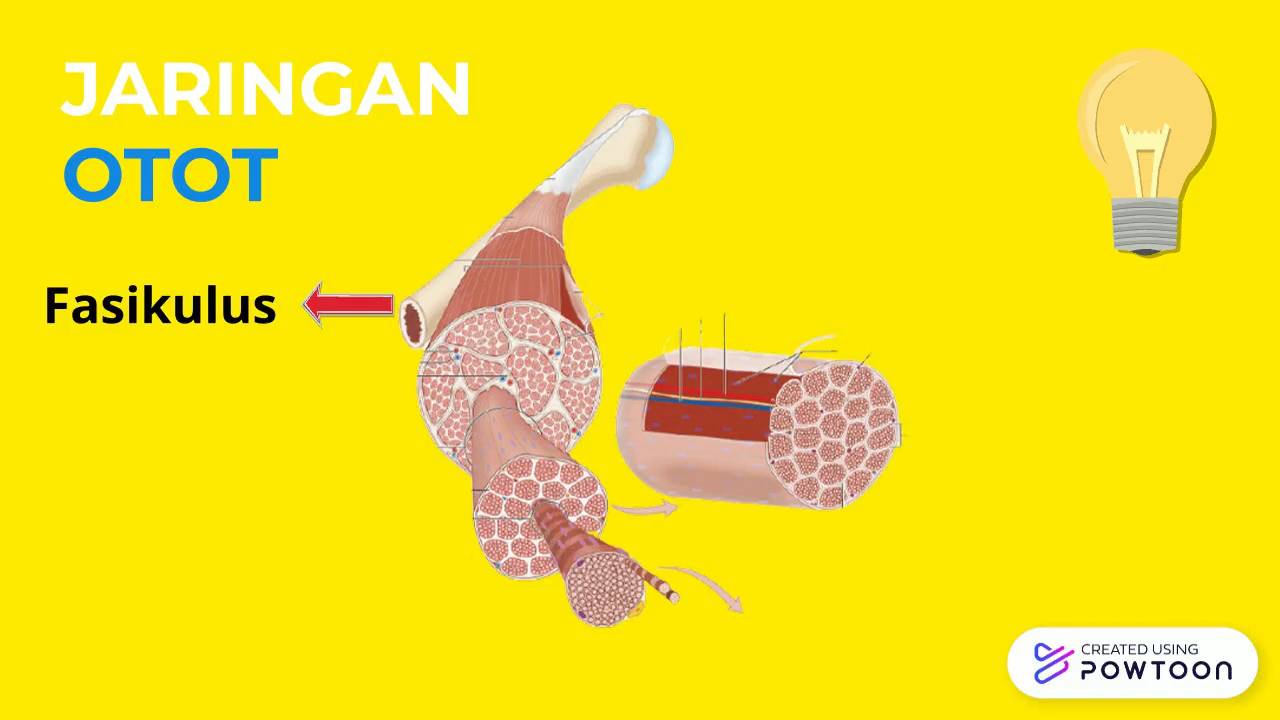 JARINGAN
OTOT
Fasikulus
CREATED USING
POWTOON